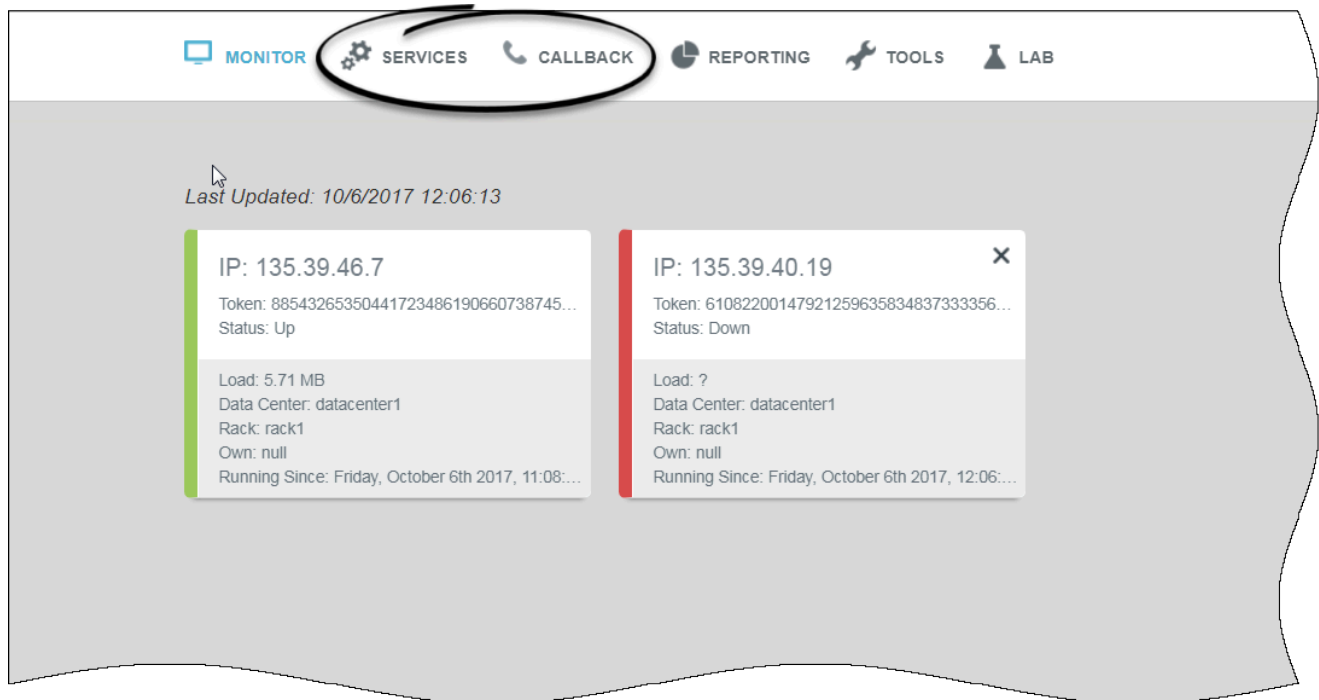 MONITOR SERVICES CALLBACK REPORTING TOOLS LAB
Last Updated: 10/6/2017 12:06:13
IP: 135.39.46.7
Token: 88543265350441723486190660738745...
Status: Up
Load: 5.71 MB
Data Center: datacenter1
Rack: rack1
Own: null
Running Since: Friday, October 6th 2017, 11:08:...
IP: 135.39.40.19
Token: 61082200147921259635834837333356...
Status: Down
Load: ?
Data Center: datacenter1
Rack: rack1
Own: null
Running Since: Friday, October 6th 2017, 12:06:...